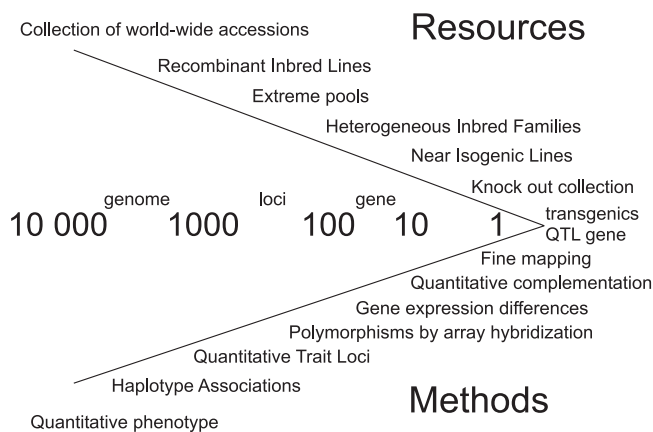 Collection of world-wide accessions
Resources
Recombinant Inbred Lines
Extreme pools
Heterogeneous Inbred Families
Near Isogenic Lines
Knock out collection
genome loci gene
transgenics
10 000 1000 100 10 1
QTL gene
Fine mapping
Quantitative complementation
Gene expression differences
Polymorphisms by array hybridization
Quantitative Trait Loci
Haplotype Associations
Methods
Quantitative phenotype